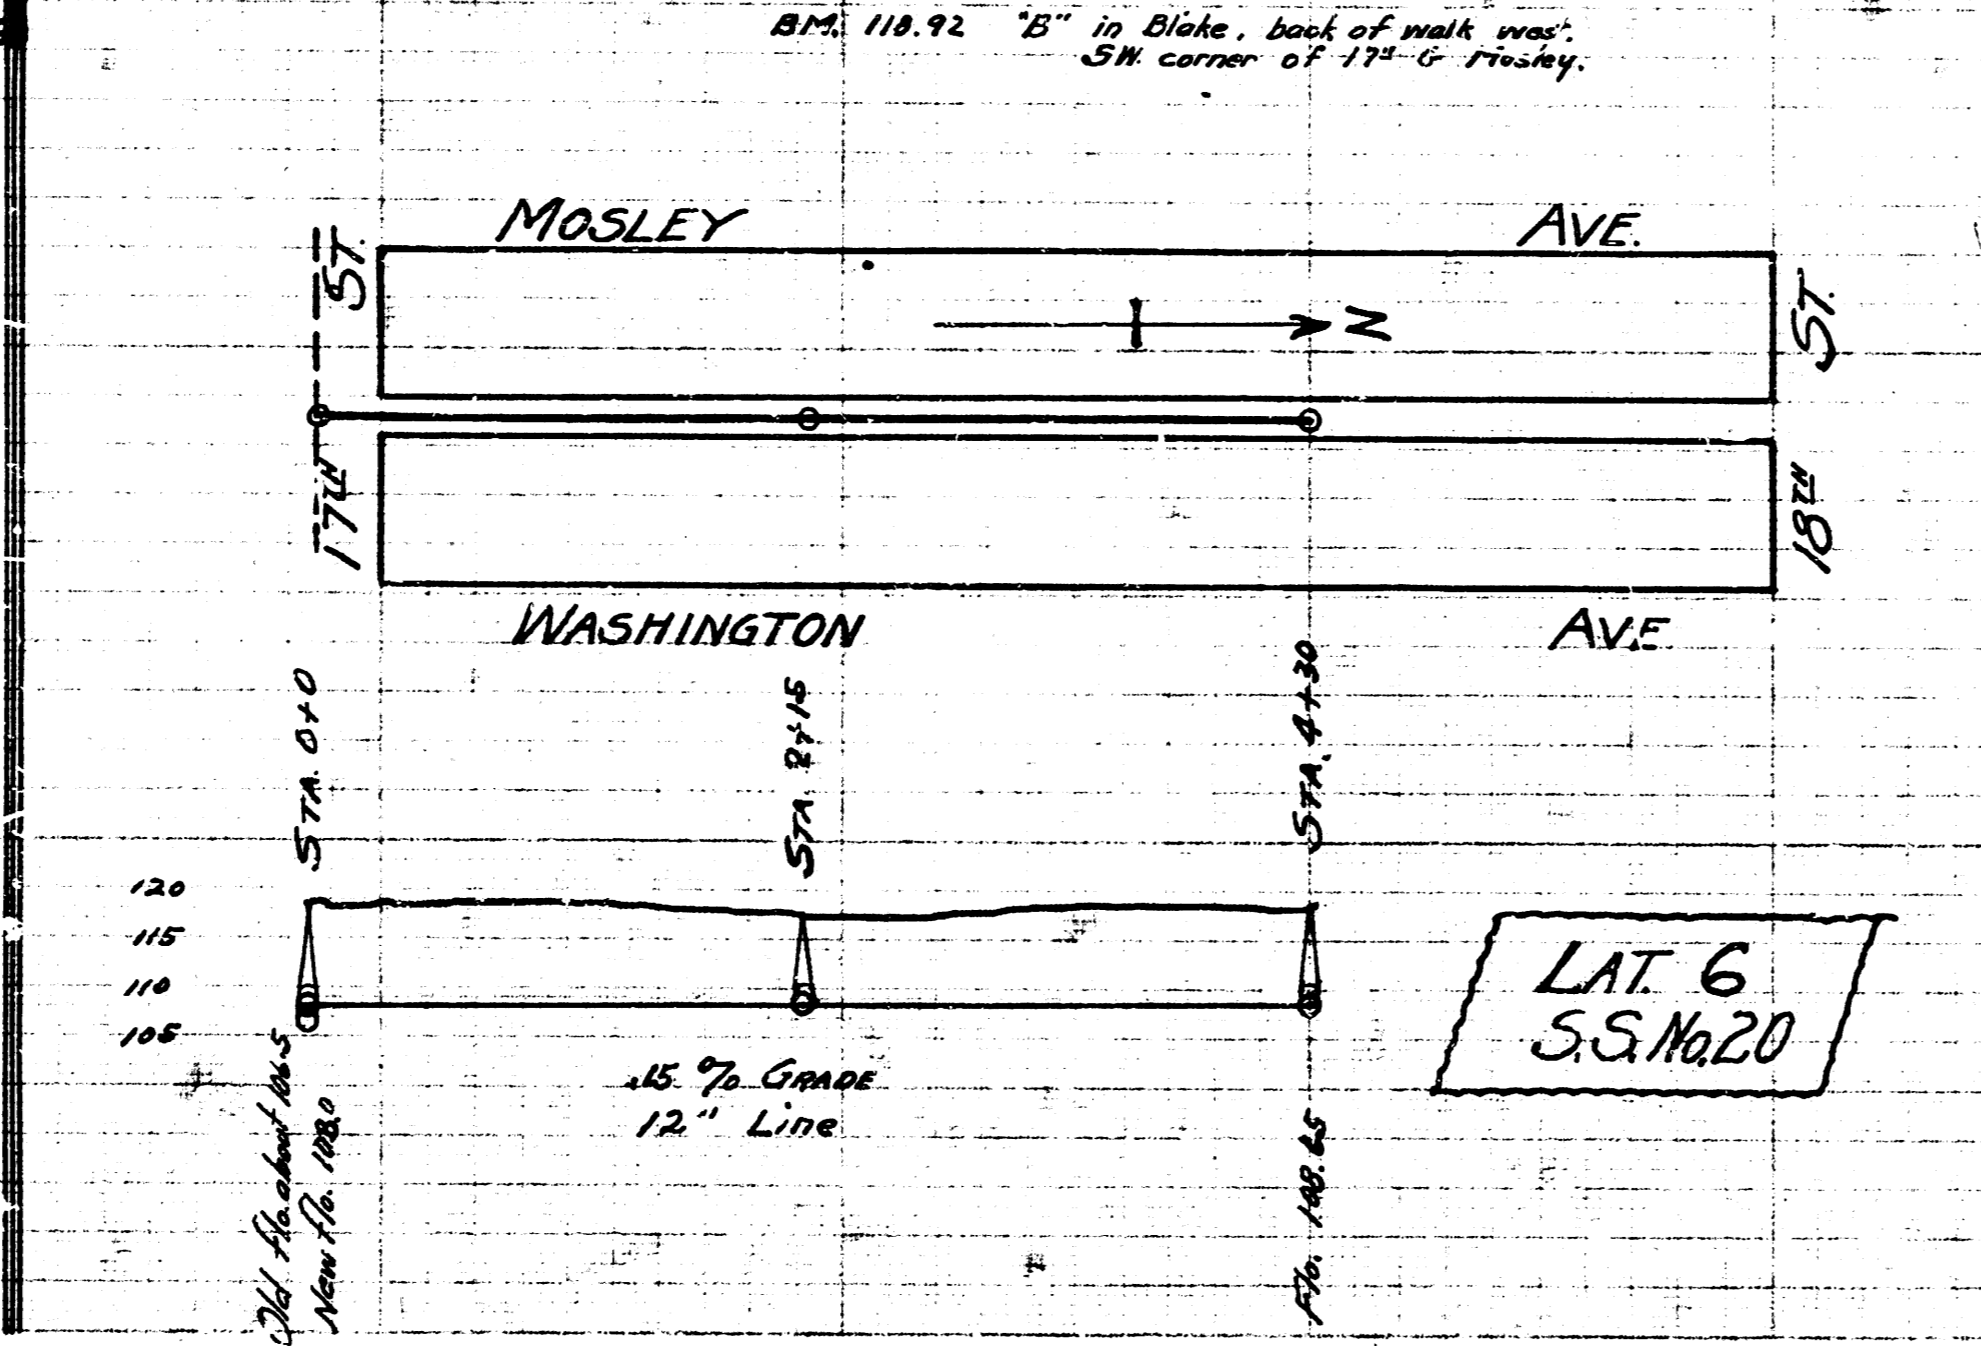 BM. 118.92 "B" in Blake, back of walk west.
SW. corner of 17th & Mosley.
MOSLEY AVE.
ST.
N
ST.
17TH
18TH
WASHINGTON AVE
STA. 0+0
STA. 2+15
STA. 4+30
120
115
110
105
LAT. 6
S.S. No. 20
.15 % GRADE
12" Line
Old Flo. about 106.5
New Flo. 108.0
Flo. 108.65